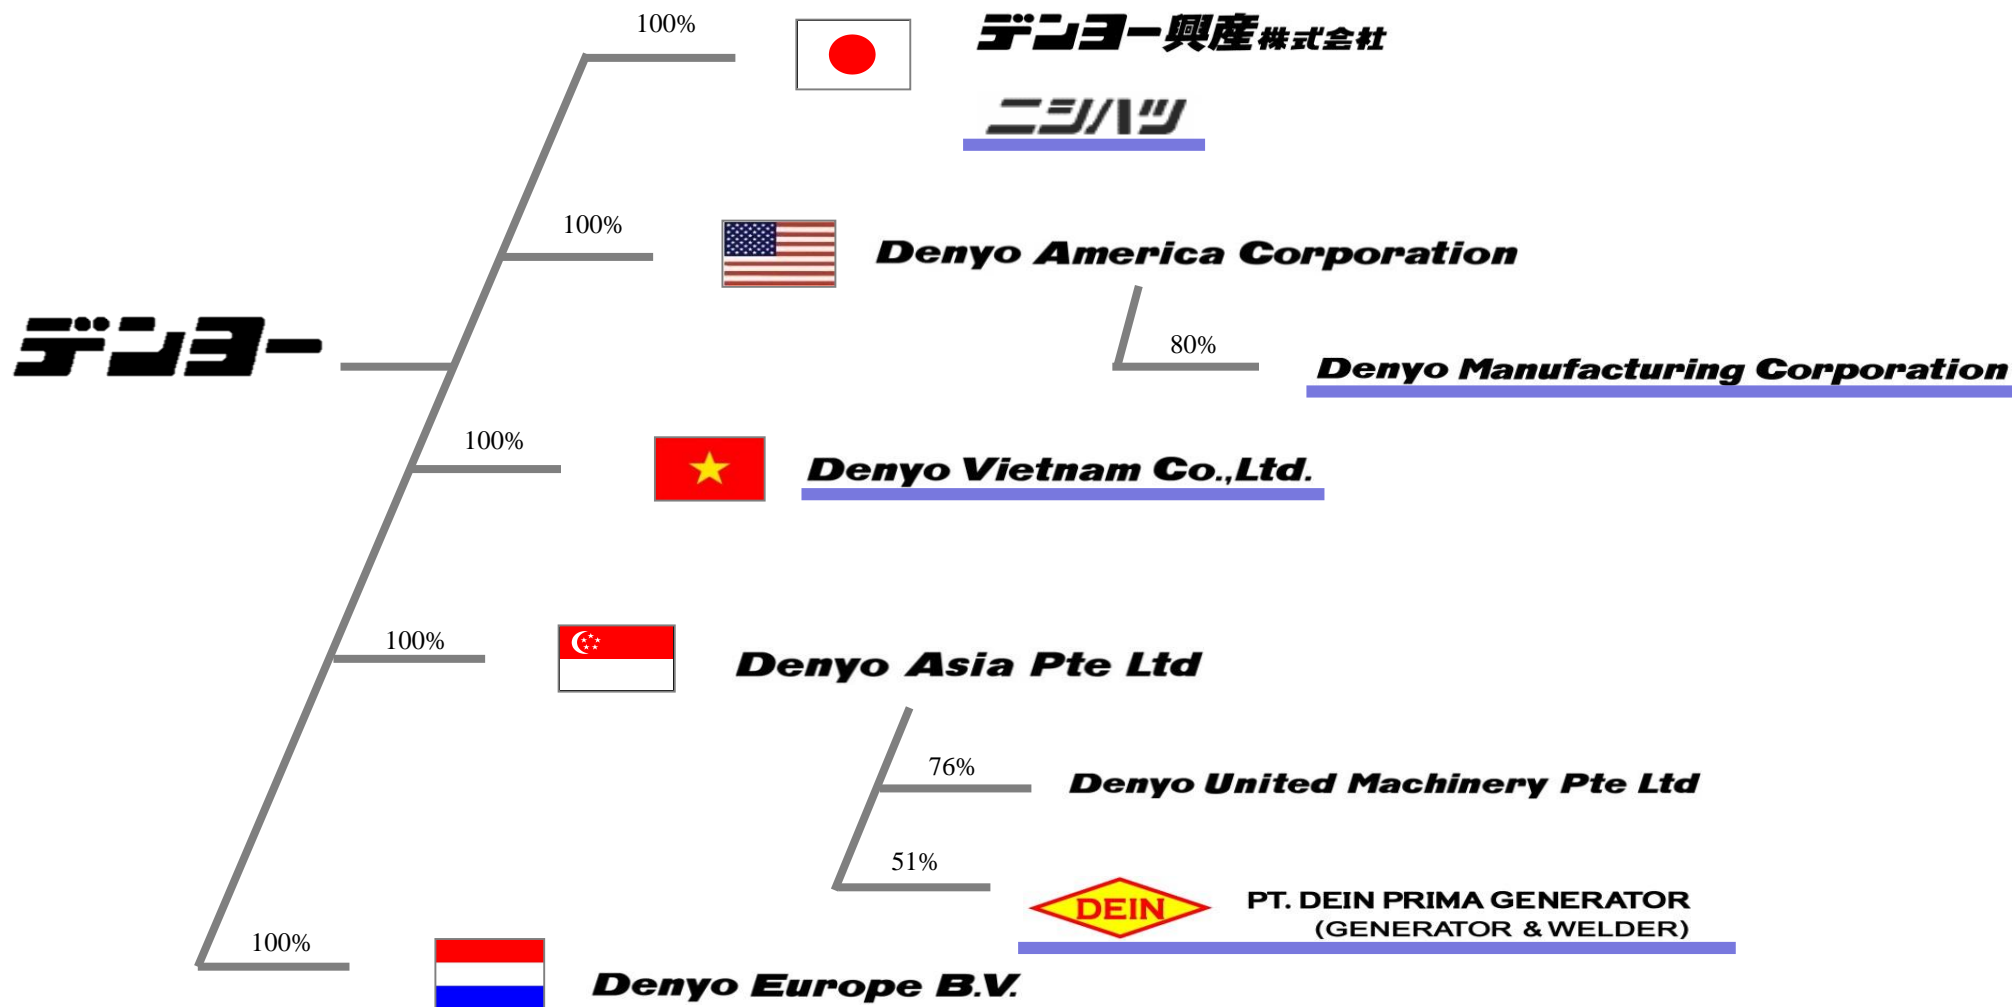 100%
デンヨー興産株式会社
ニシハツ
100%
Denyo America Corporation
デンヨー
80%
Denyo Manufacturing Corporation
100%
Denyo Vietnam Co.,Ltd.
100%
Denyo Asia Pte Ltd
76%
Denyo United Machinery Pte Ltd
51%
DEIN
PT. DEIN PRIMA GENERATOR
(GENERATOR & WELDER)
100%
Denyo Europe B.V.